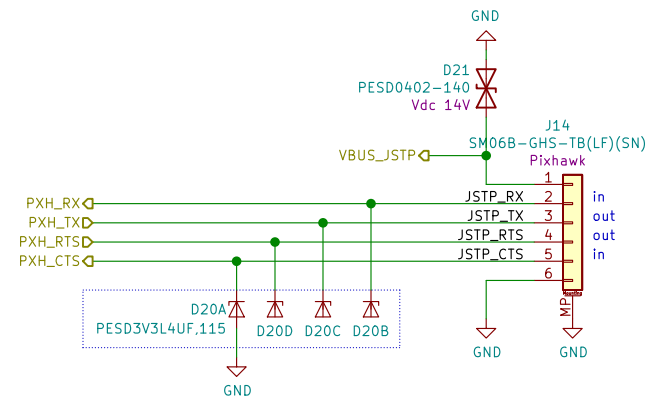 GND
D21
PESD0402-140
Vdc 14V
J14
SM06B-GHS-TB(LF)(SN)
Pixhawk
VBUS_JSTP
1
PXH_RX
JSTP_RX
2
in
PXH_TX
JSTP_TX
3
out
PXH_RTS
JSTP_RTS
4
out
PXH_CTS
JSTP_CTS
5
in
6
Mounting
MP
D20A
PESD3V3L4UF,115
D20D
D20C
D20B
GND
GND
GND